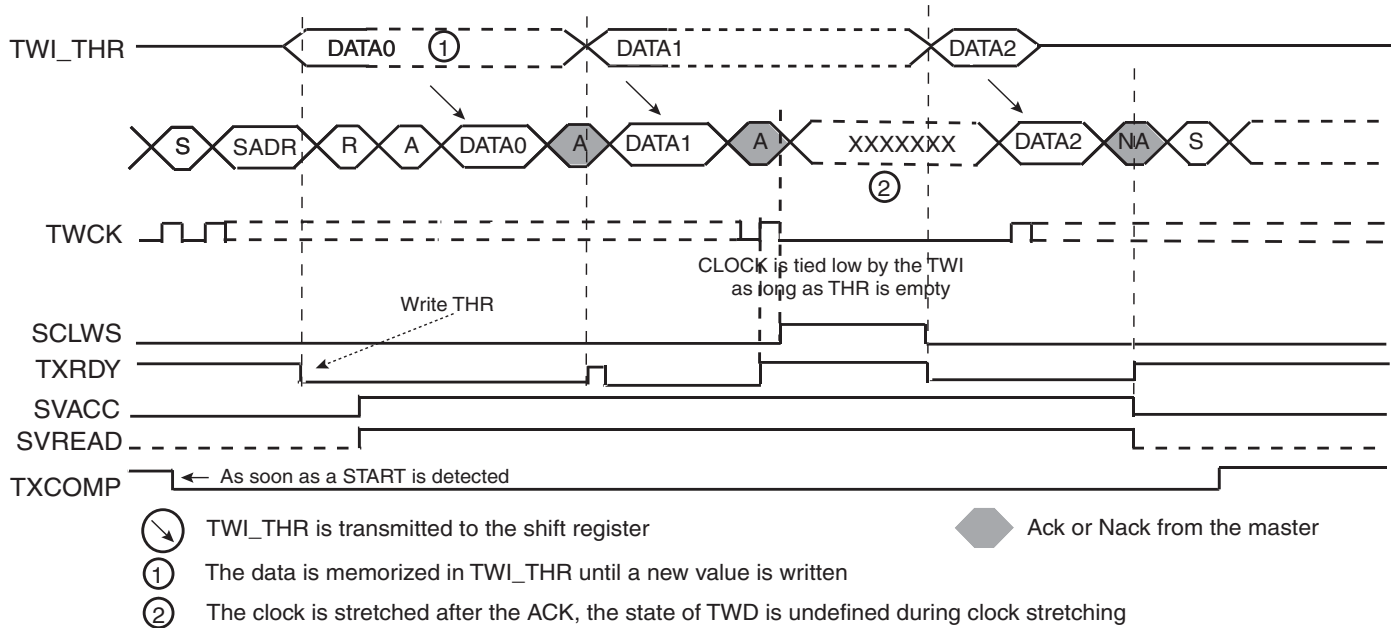 TWI_THR DATA0 1 DATA1 DATA2
S SADR R A DATA0 A DATA1 A XXXXXXX DATA2 NA S
2
TWCK
CLOCK is tied low by the TWI
as long as THR is empty
Write THR
SCLWS
TXRDY
SVACC
SVREAD
TXCOMP As soon as a START is detected
TWI_THR is transmitted to the shift register Ack or Nack from the master
1 The data is memorized in TWI_THR until a new value is written
2 The clock is stretched after the ACK, the state of TWD is undefined during clock stretching